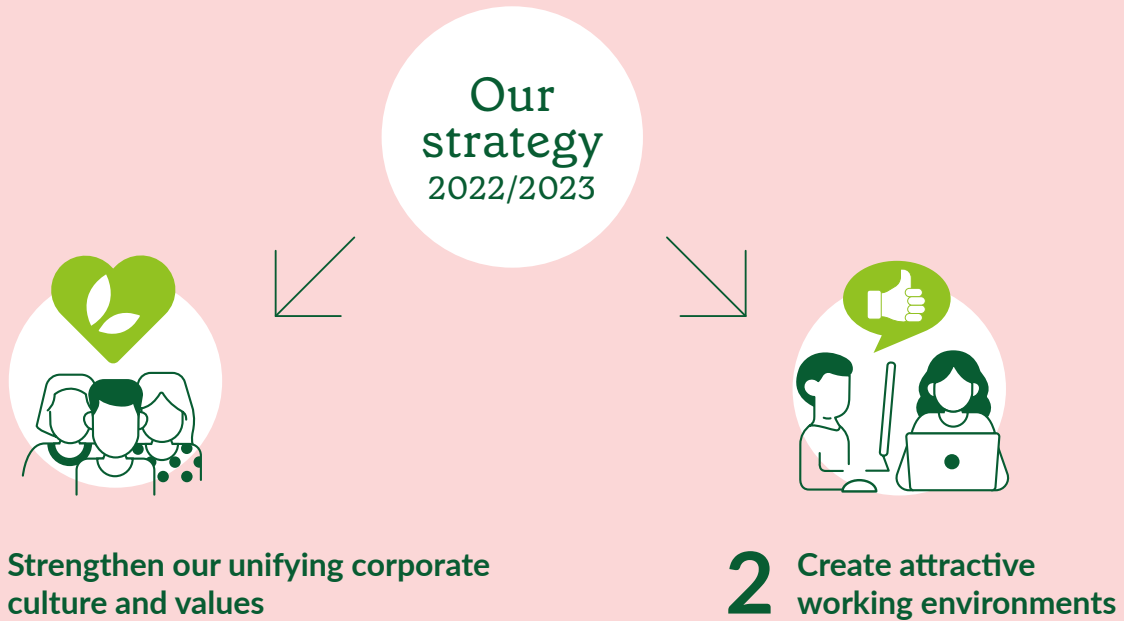 Our
strategy
2022/2023
Strengthen our unifying corporate
culture and values
2 Create attractive
working environments